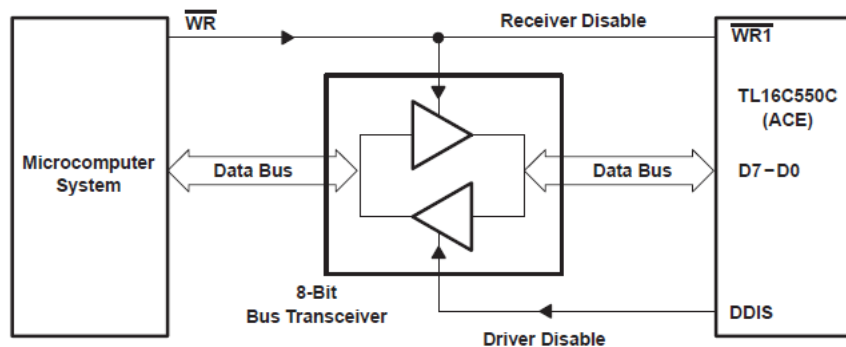 WR
Receiver Disable
WR1
TL16C550C
(ACE)
Microcomputer
System
Data Bus
Data Bus
D7−D0
8-Bit
Bus Transceiver
DDIS
Driver Disable